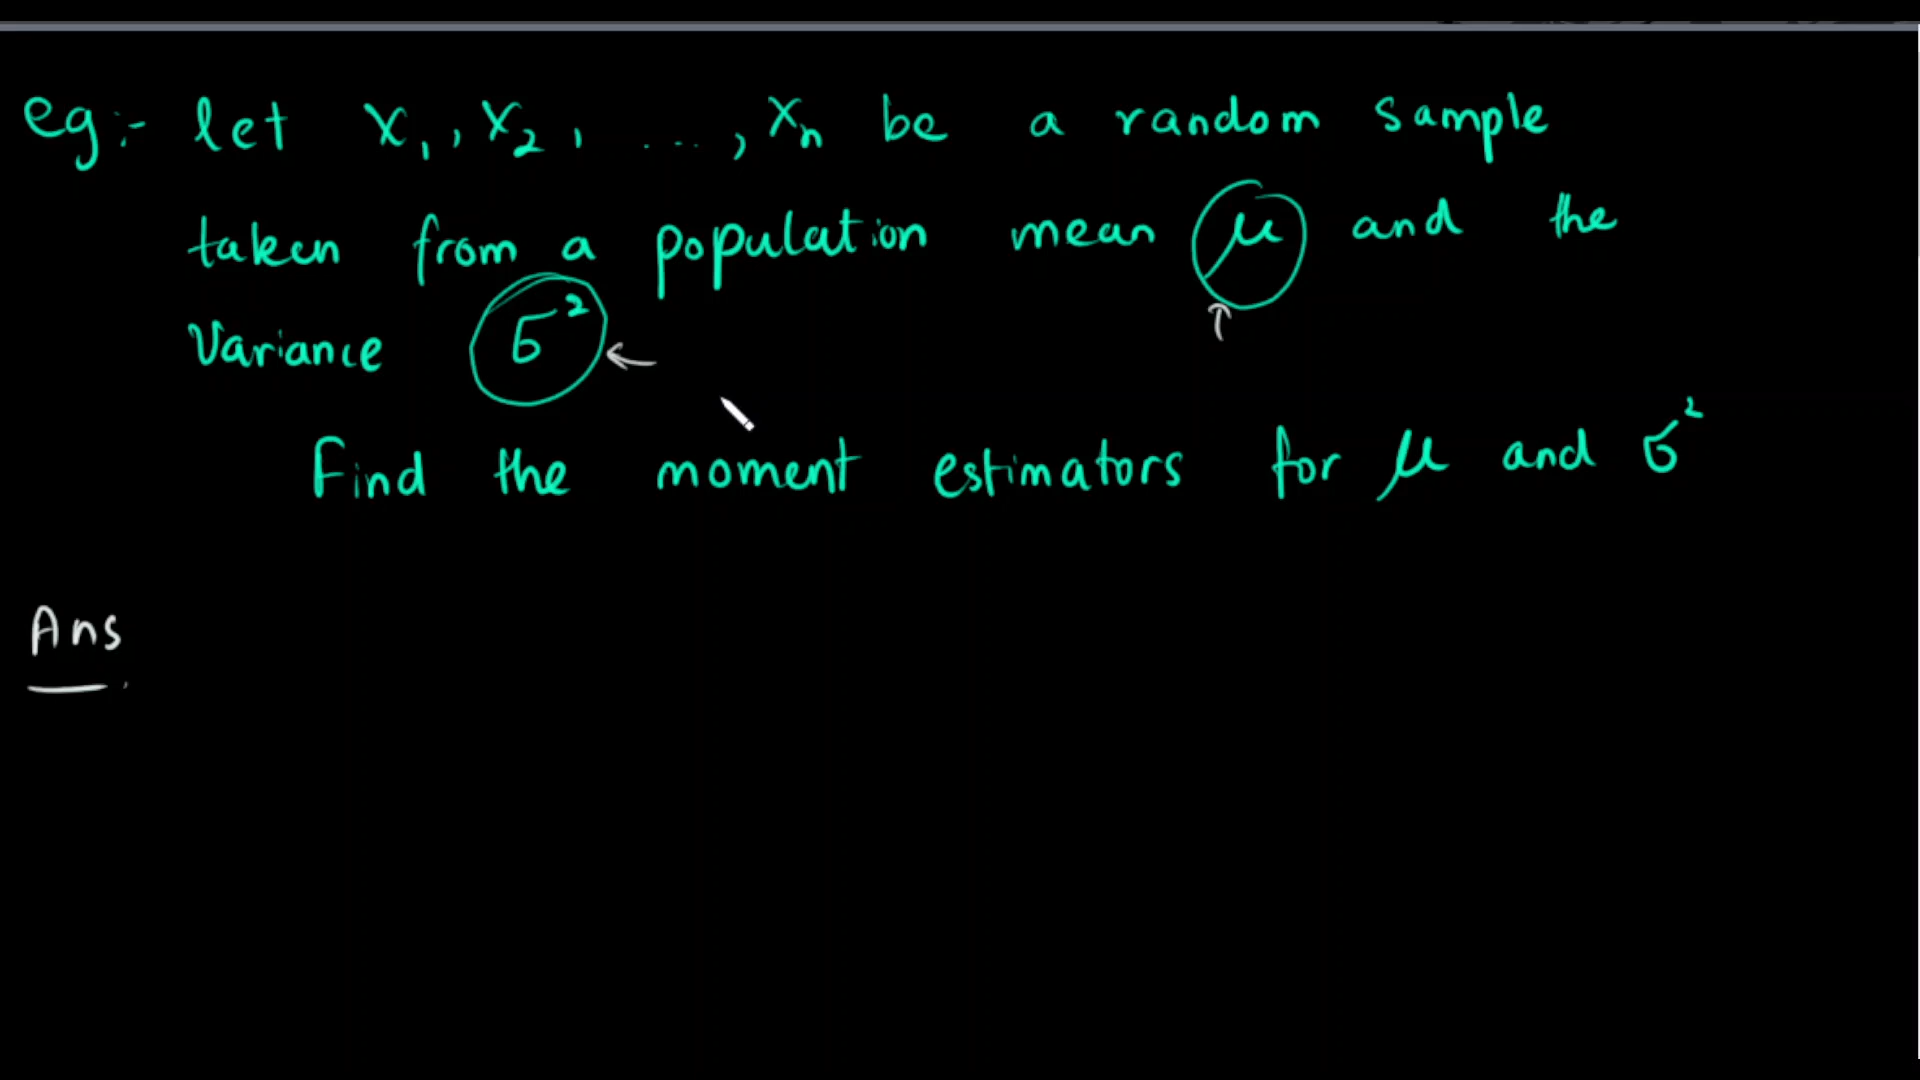 eg:- let X₁, X₂, ..., Xₙ be a random sample
taken from a population mean μ and the
Variance σ²
Find the moment estimators for μ and σ²
Ans